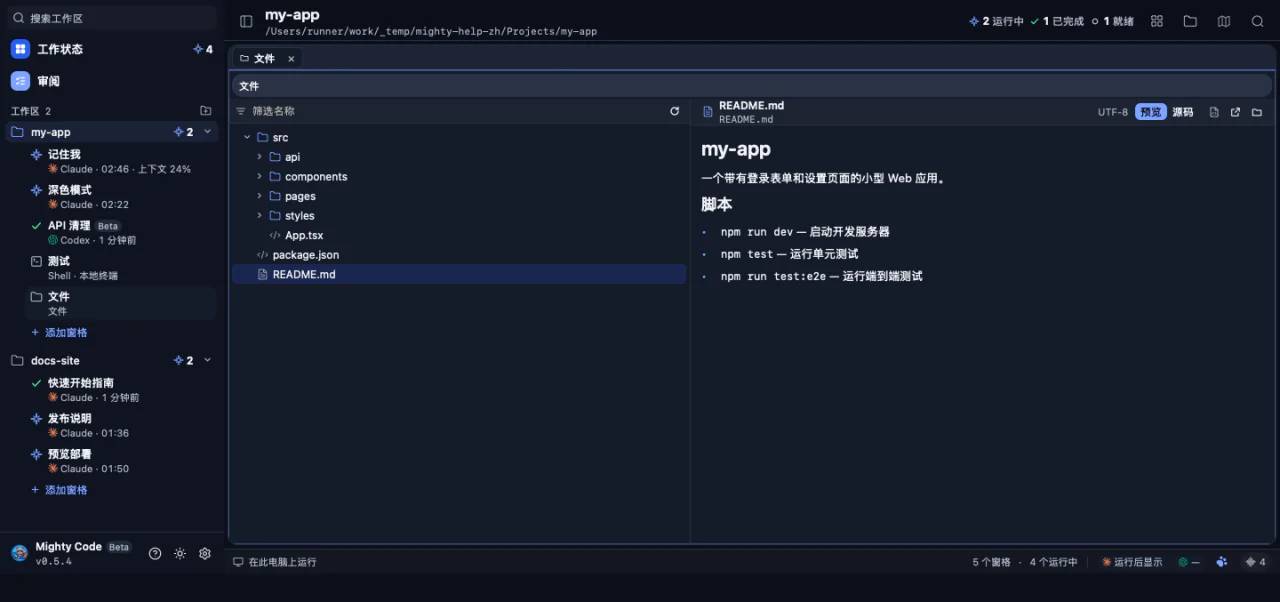 搜索工作区
工作状态 4
审阅
工作区 2
my-app 2
记住我
Claude · 02:46 · 上下文 24%
深色模式
Claude · 02:22
API 清理 Beta
Codex · 1 分钟前
测试
Shell · 本地终端
文件
文件
+ 添加窗格
docs-site 2
快速开始指南
Claude · 1 分钟前
发布说明
Claude · 01:36
预览部署
Claude · 01:50
+ 添加窗格
Mighty Code Beta
v0.5.4
my-app
/Users/runner/work/_temp/mighty-help-zh/Projects/my-app
2 运行中 1 已完成 1 就绪
文件 ×
文件
筛选名称
src
api
components
pages
styles
App.tsx
package.json
README.md
README.md
README.md
UTF-8 预览 源码
my-app
一个带有登录表单和设置页面的小型 Web 应用。
脚本
• npm run dev — 启动开发服务器
• npm test — 运行单元测试
• npm run test:e2e — 运行端到端测试
在此电脑上运行
5 个窗格 · 4 个运行中 运行后显示 — 4